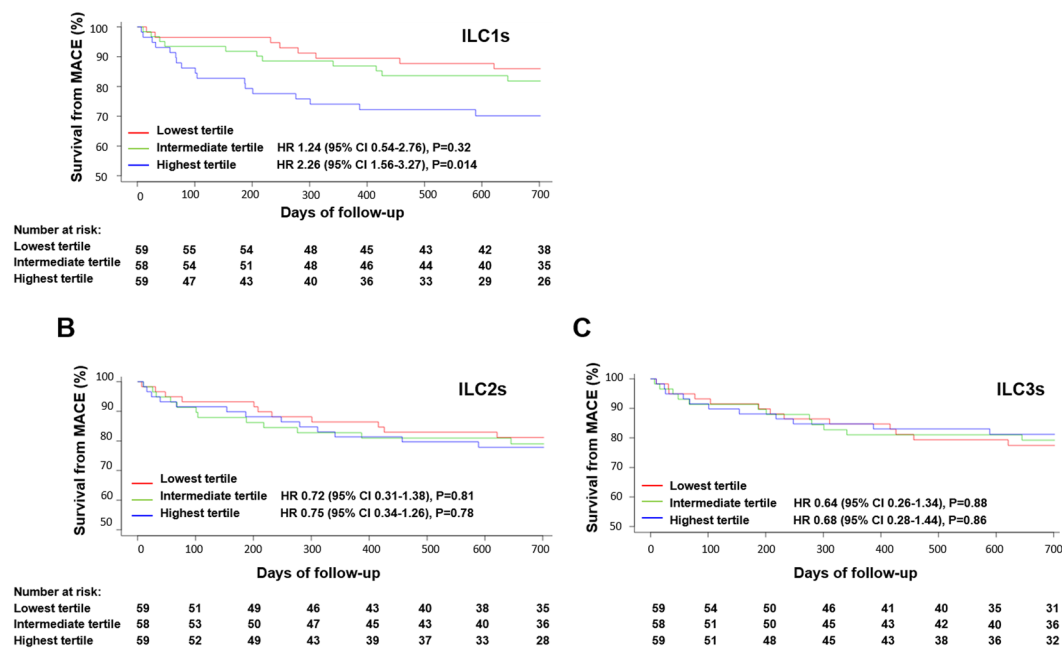 ILC1s
Survival from MACE (%)
100
90
80
70
60
50
Lowest tertile
Intermediate tertile HR 1.24 (95% CI 0.54-2.76), P=0.32
Highest tertile HR 2.26 (95% CI 1.56-3.27), P=0.014
0 100 200 300 400 500 600 700
Days of follow-up
Number at risk:
Lowest tertile 59 55 54 48 45 43 42 38
Intermediate tertile 58 54 51 48 46 44 40 35
Highest tertile 59 47 43 40 36 33 29 26
B
ILC2s
Survival from MACE (%)
100
90
80
70
60
50
Lowest tertile
Intermediate tertile HR 0.72 (95% CI 0.31-1.38), P=0.81
Highest tertile HR 0.75 (95% CI 0.34-1.26), P=0.78
0 100 200 300 400 500 600 700
Days of follow-up
Number at risk:
Lowest tertile 59 51 49 46 43 40 38 35
Intermediate tertile 58 53 50 47 45 43 40 36
Highest tertile 59 52 49 43 39 37 33 28
C
ILC3s
Survival from MACE (%)
100
90
80
70
60
50
Lowest tertile
Intermediate tertile HR 0.64 (95% CI 0.26-1.34), P=0.88
Highest tertile HR 0.68 (95% CI 0.28-1.44), P=0.86
0 100 200 300 400 500 600 700
Days of follow-up
59 54 50 46 41 40 35 31
58 51 50 45 43 42 40 36
59 51 48 45 43 38 36 32